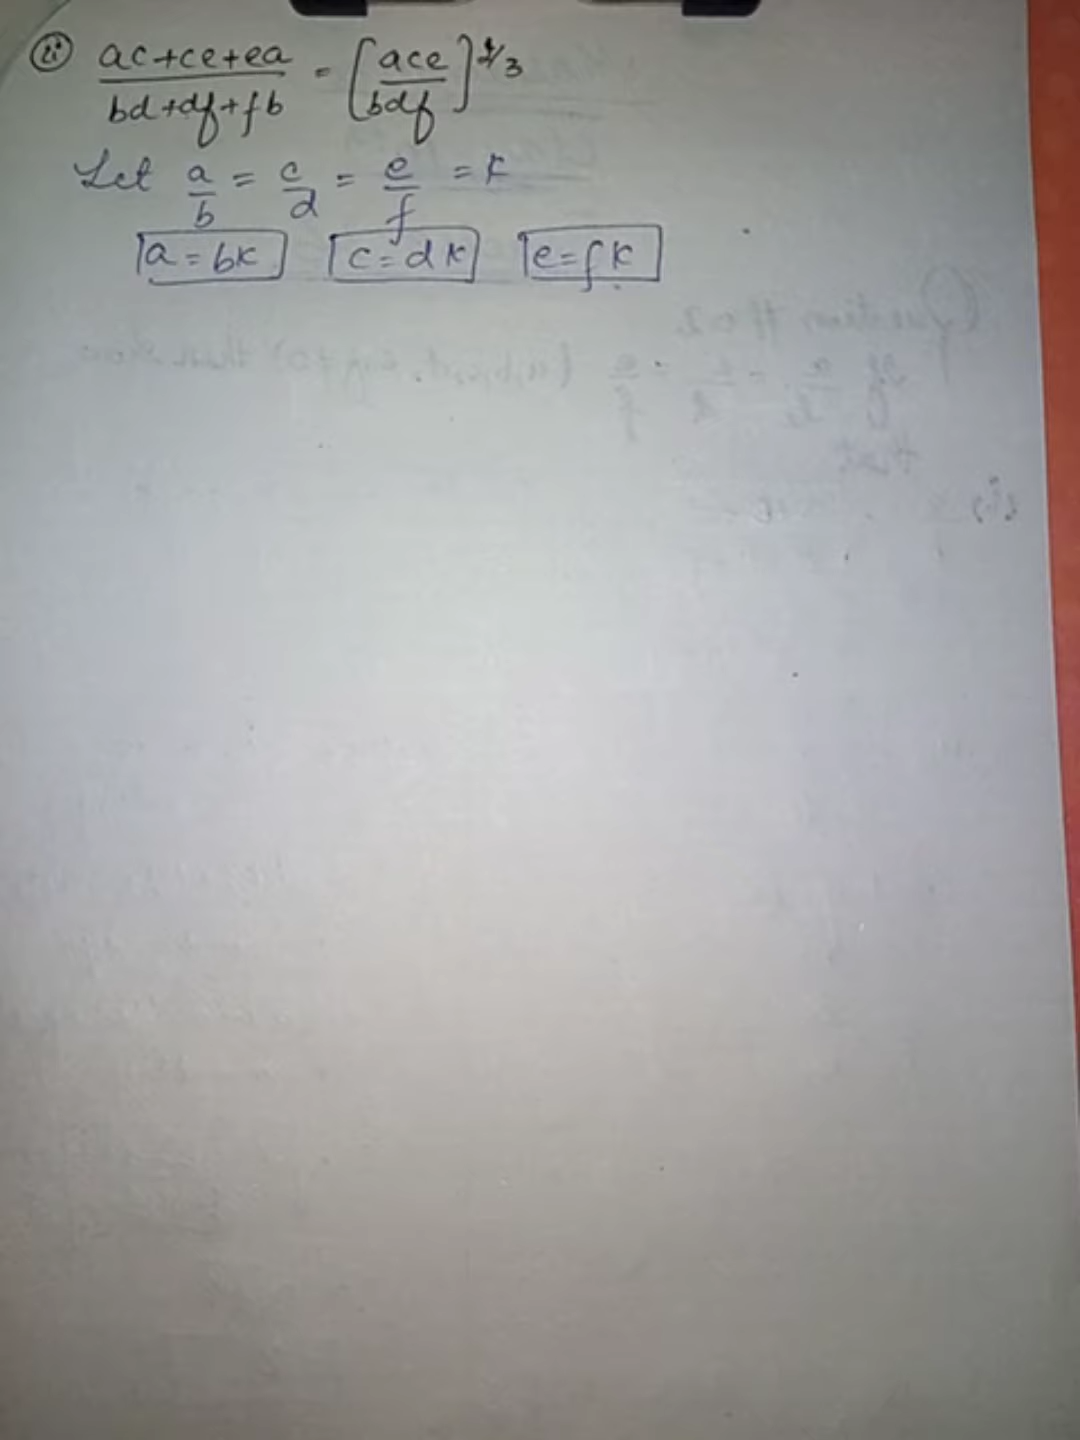 (ii) ac+ce+ea / bd+df+fb = [ace / bdf]^2/3
Let a/b = c/d = e/f = k
a=bk c=dk e=fk